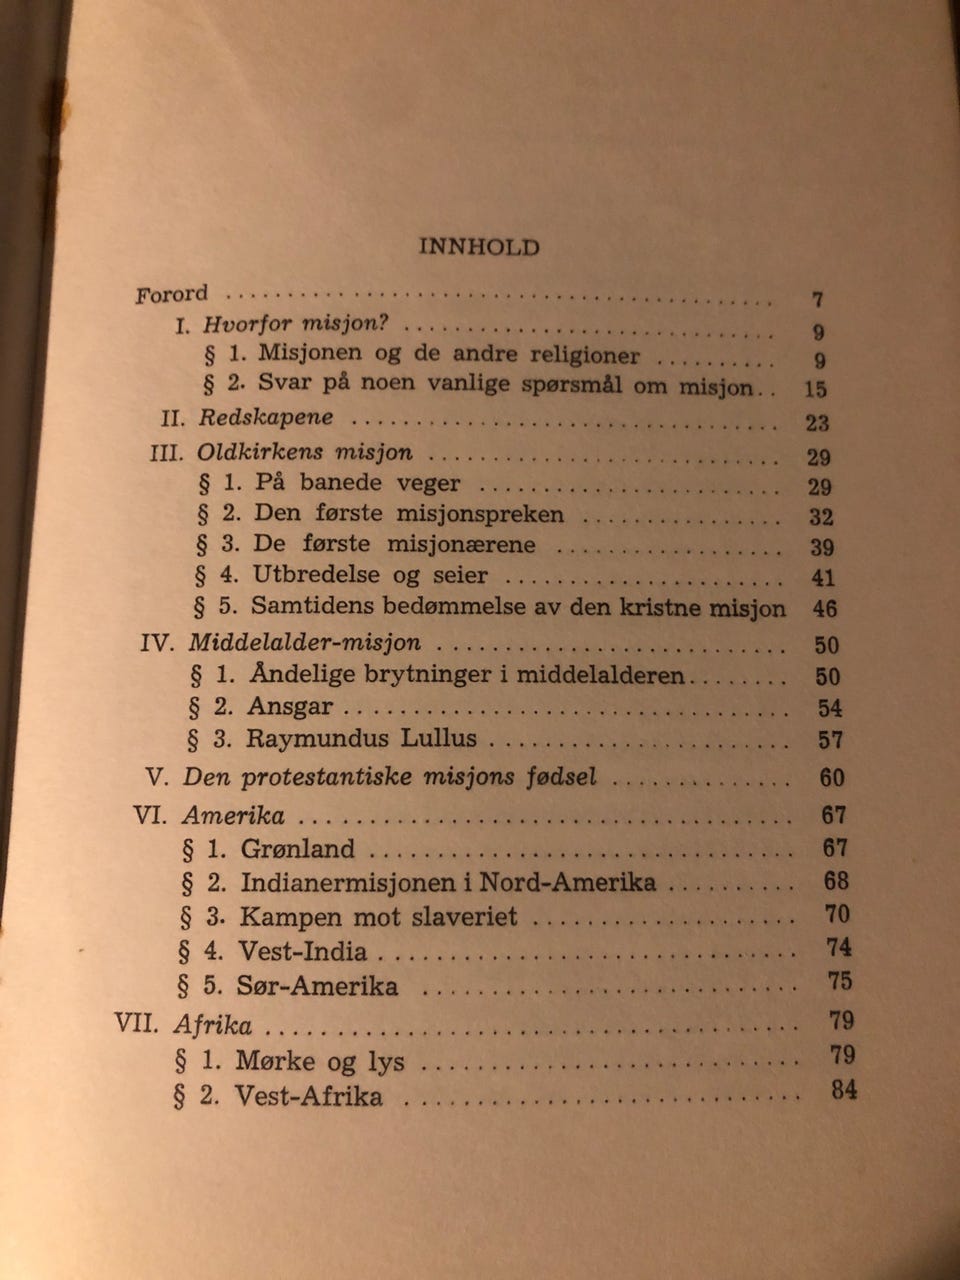 INNHOLD
Forord ........................................ 7
I. Hvorfor misjon? ............................ 9
§ 1. Misjonen og de andre religioner .......... 9
§ 2. Svar på noen vanlige spørsmål om misjon.. 15
II. Redskapene ................................ 23
III. Oldkirkens misjon ........................... 29
§ 1. På banede veger ........................ 29
§ 2. Den første misjonspreken ................ 32
§ 3. De første misjonærene .................. 39
§ 4. Utbredelse og seier ....................... 41
§ 5. Samtidens bedømmelse av den kristne misjon 46
IV. Middelalder-misjon ........................... 50
§ 1. Åndelige brytninger i middelalderen........ 50
§ 2. Ansgar .................................. 54
§ 3. Raymundus Lullus ........................ 57
V. Den protestantiske misjons fødsel ............. 60
VI. Amerika ..................................... 67
§ 1. Grønland ................................ 67
§ 2. Indianermisjonen i Nord-Amerika .......... 68
§ 3. Kampen mot slaveriet .................... 70
§ 4. Vest-India ................................ 74
§ 5. Sør-Amerika ............................ 75
VII. Afrika ...................................... 79
§ 1. Mørke og lys ............................ 79
§ 2. Vest-Afrika ............................. 84